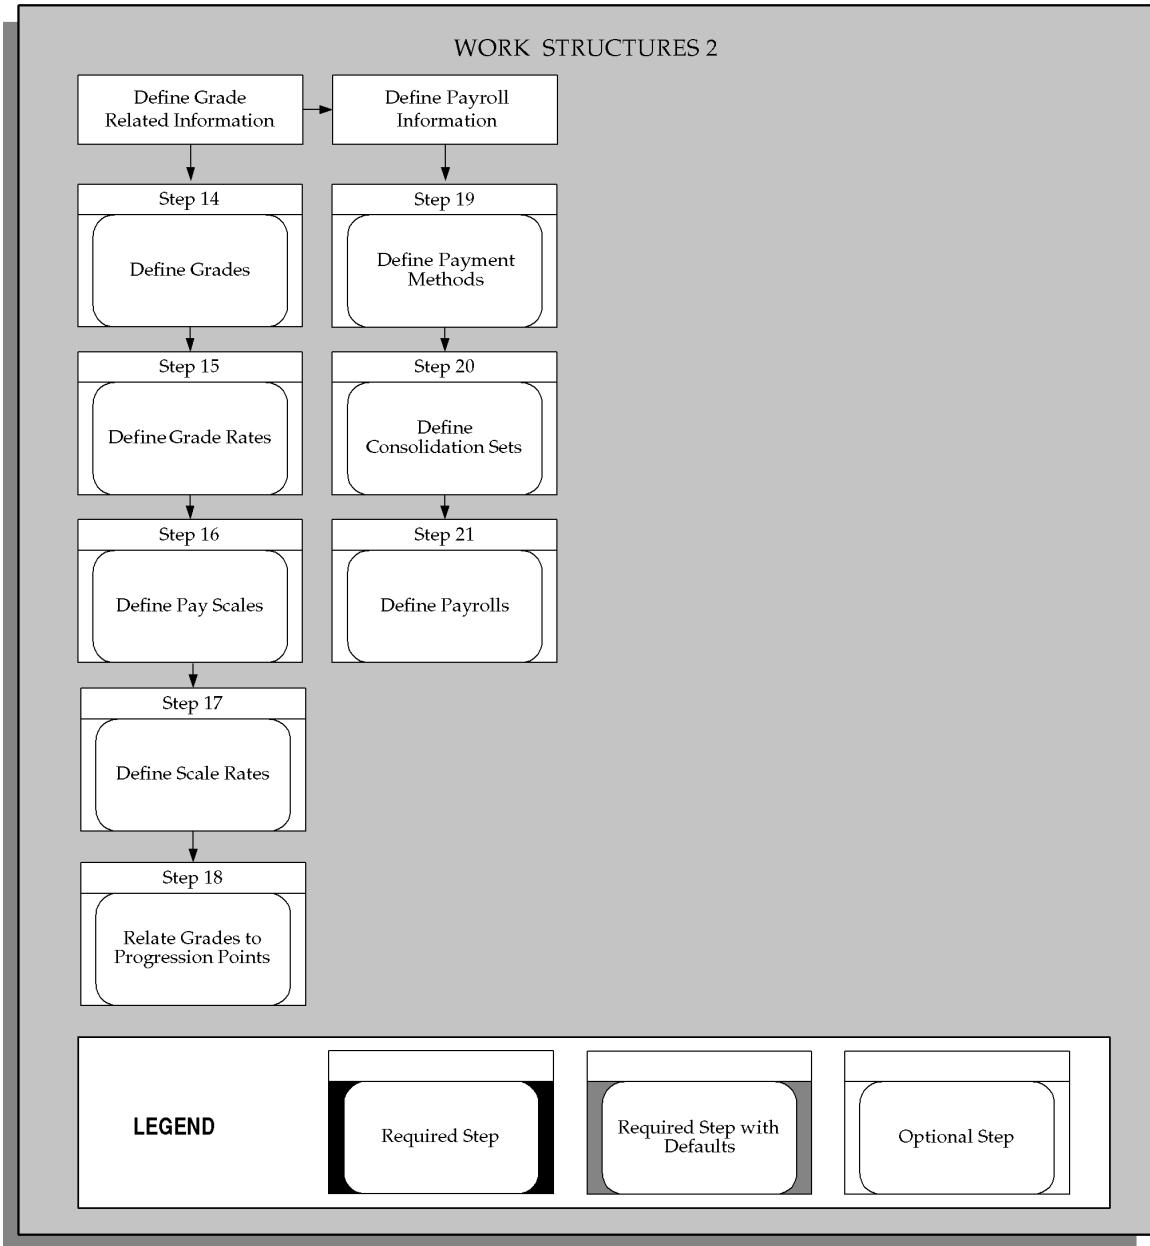 WORK STRUCTURES 2
Define Grade
Related Information
Define Payroll
Information
Step 14
Define Grades
Step 15
Define Grade Rates
Step 16
Define Pay Scales
Step 17
Define Scale Rates
Step 18
Relate Grades to
Progression Points
Step 19
Define Payment
Methods
Step 20
Define
Consolidation Sets
Step 21
Define Payrolls
LEGEND
Required Step
Required Step with
Defaults
Optional Step